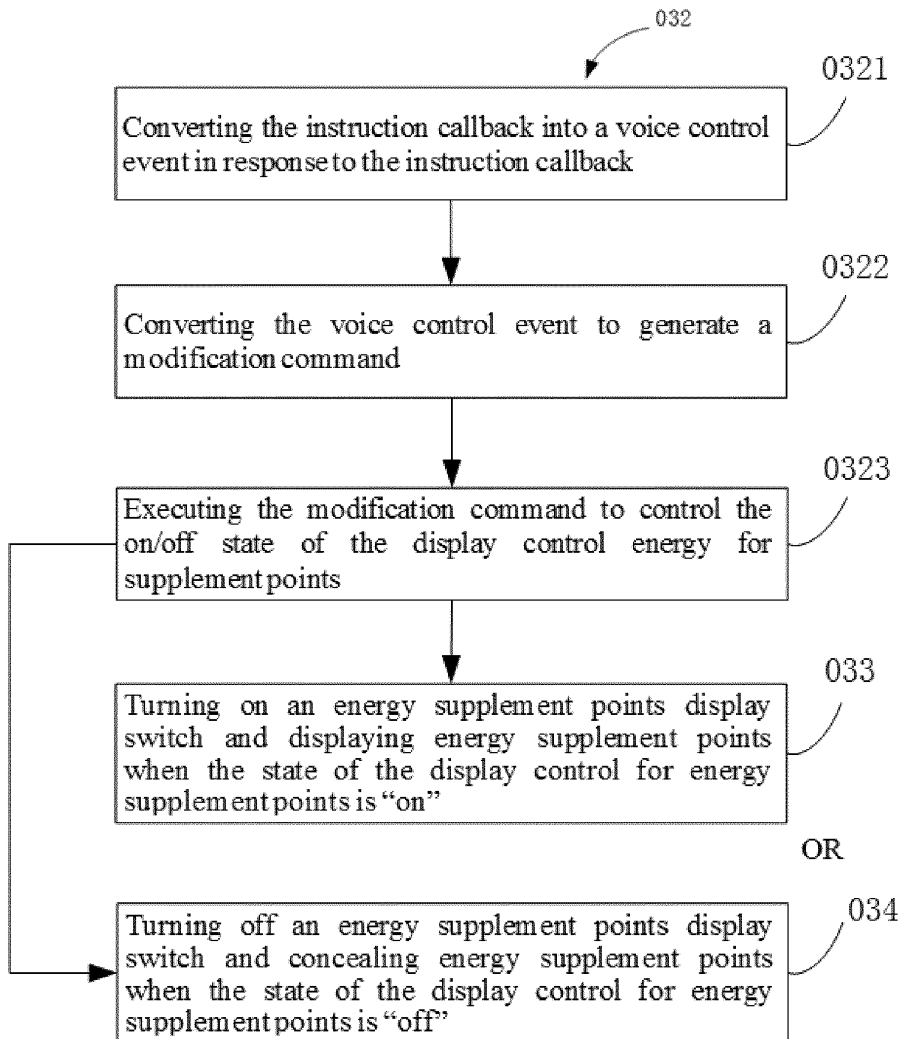 032
0321
Converting the instruction callback into a voice control
event in response to the instruction callback
0322
Converting the voice control event to generate a
modification command
0323
Executing the modification command to control the
on/off state of the display control energy for
supplement points
033
Turning on an energy supplement points display
switch and displaying energy supplement points
when the state of the display control for energy
supplement points is “on”
OR
034
Turning off an energy supplement points display
switch and concealing energy supplement points
when the state of the display control for energy
supplement points is “off”